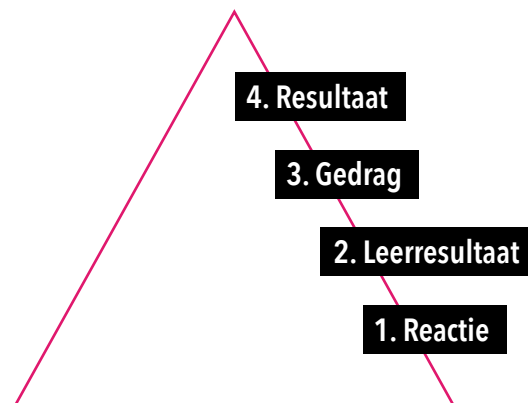 4. Resultaat
3. Gedrag
2. Leerresultaat
1. Reactie